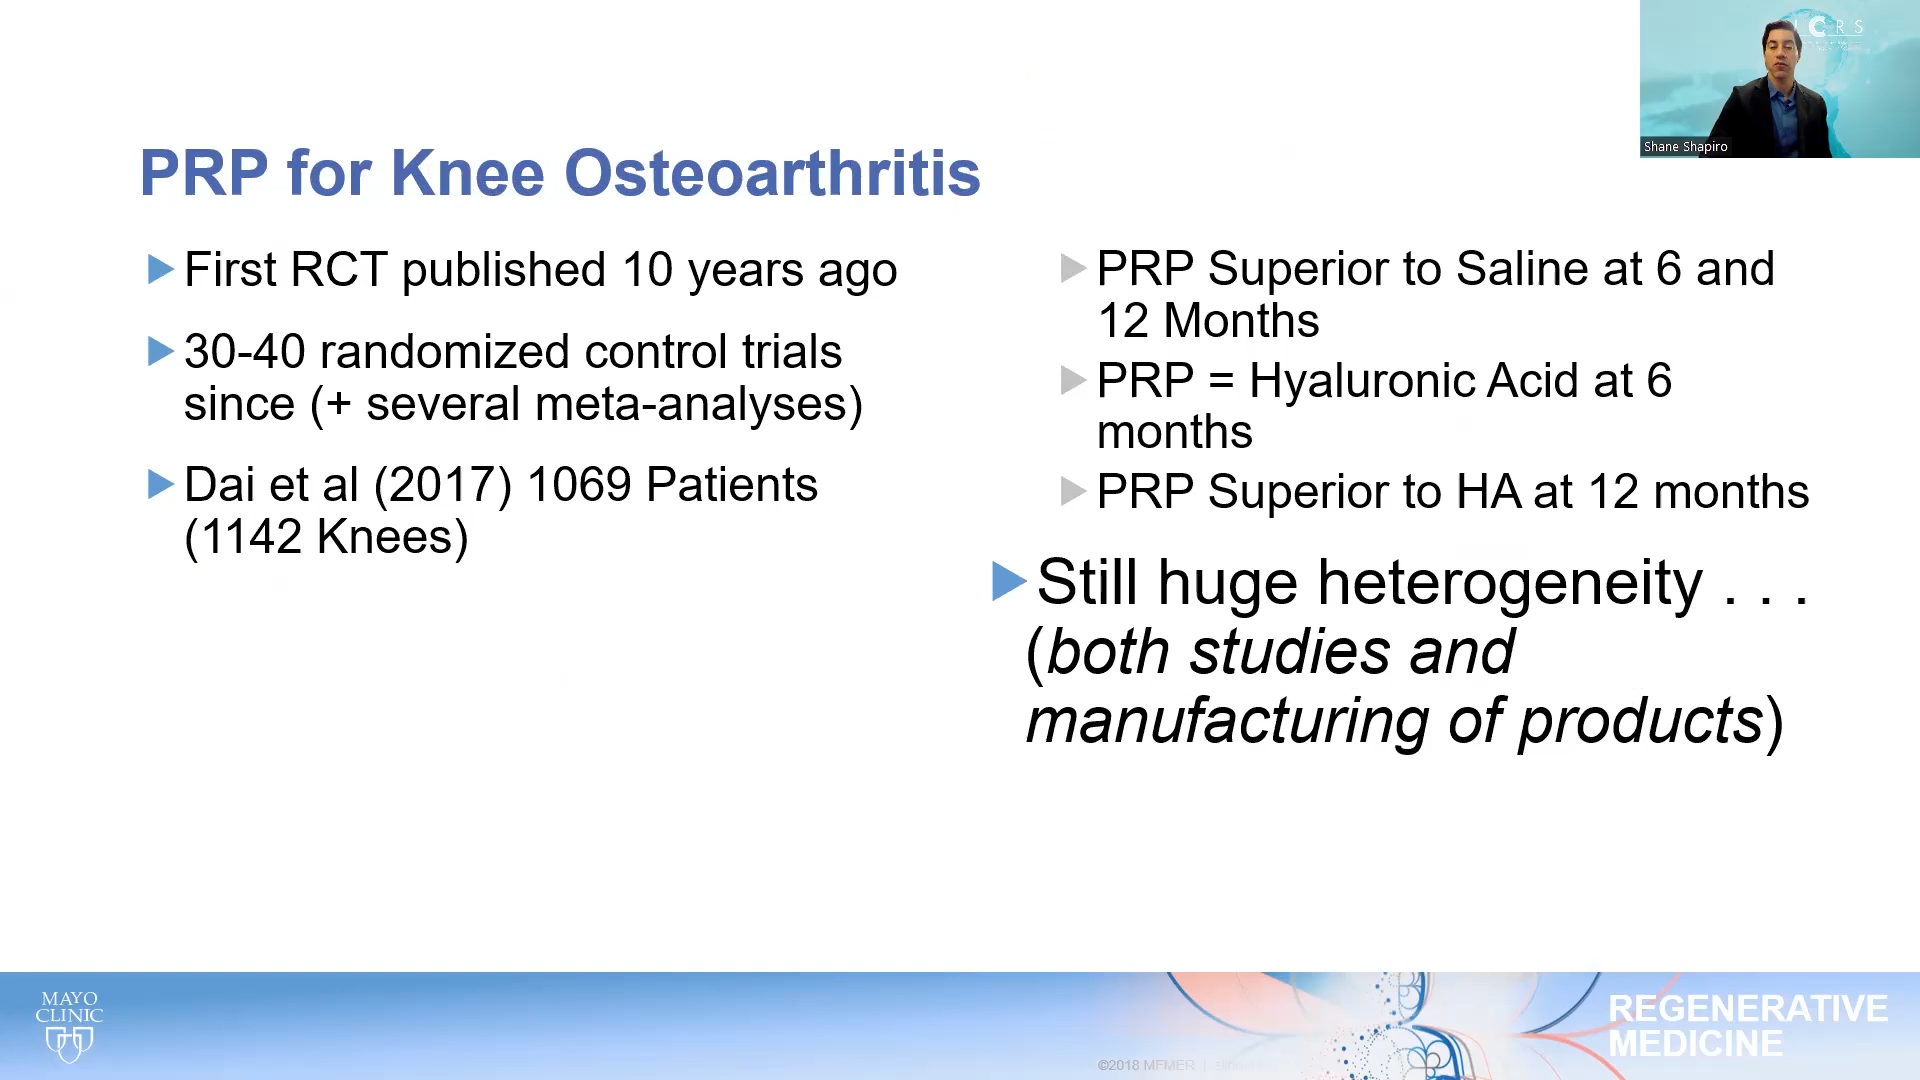 PRP for Knee Osteoarthritis
First RCT published 10 years ago
30-40 randomized control trials
since (+ several meta-analyses)
Dai et al (2017) 1069 Patients
(1142 Knees)
PRP Superior to Saline at 6 and
12 Months
PRP = Hyaluronic Acid at 6
months
PRP Superior to HA at 12 months
Still huge heterogeneity . . .
(both studies and
manufacturing of products)
CRS
Shane Shapiro
MAYO
CLINIC
REGENERATIVE
MEDICINE
©2018 MFMER |